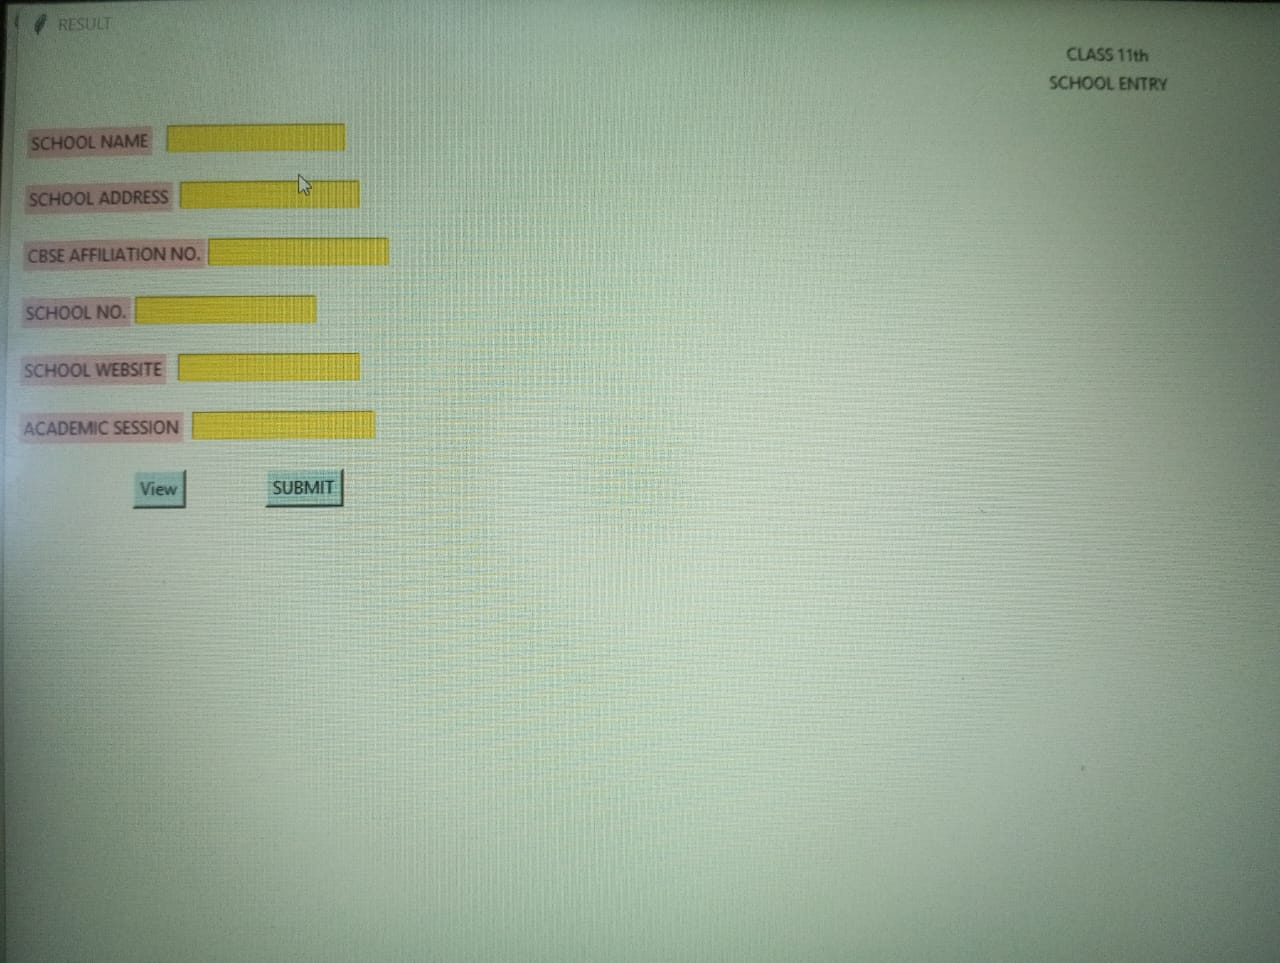 RESULT
CLASS 11th
SCHOOL ENTRY
SCHOOL NAME
SCHOOL ADDRESS
CBSE AFFILIATION NO.
SCHOOL NO.
SCHOOL WEBSITE
ACADEMIC SESSION
View SUBMIT